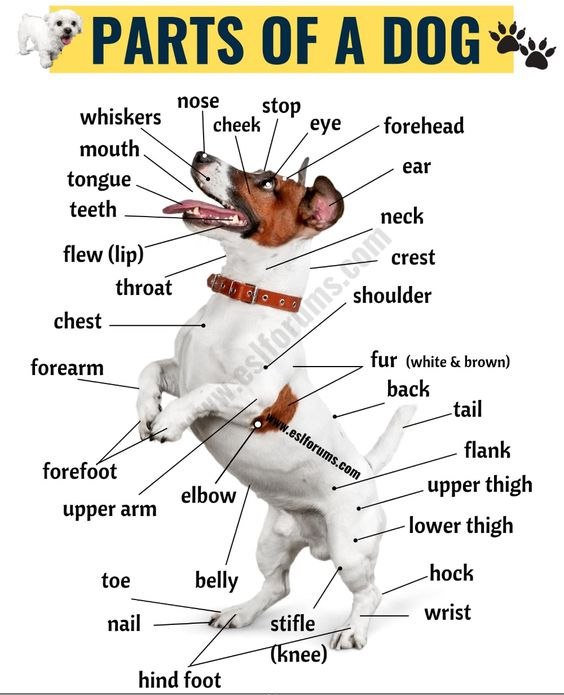 PARTS OF A DOG
nose
stop
whiskers
cheek
eye
forehead
mouth
ear
tongue
teeth
neck
flew (lip)
crest
throat
shoulder
chest
fur (white & brown)
forearm
back
tail
flank
forefoot
upper thigh
elbow
upper arm
lower thigh
hock
toe
belly
wrist
nail
stifle
(knee)
hind foot
www.eslforums.com
www.eslforums.com